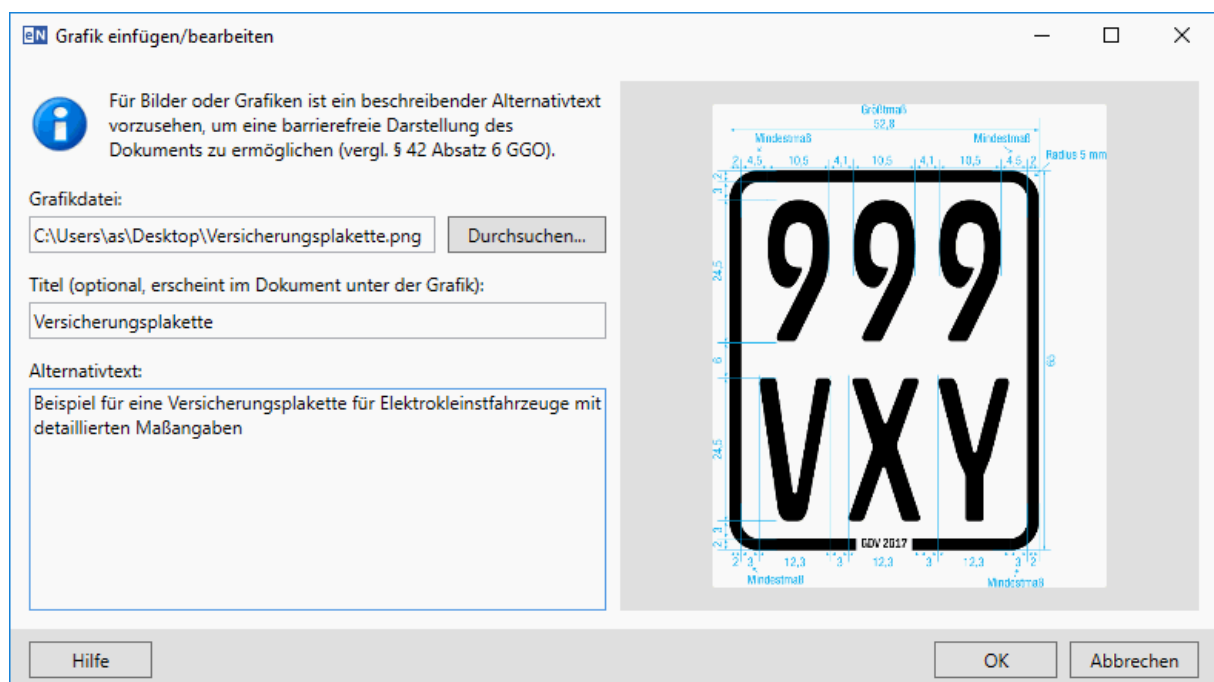 eN Grafik einfügen/bearbeiten
Für Bilder oder Grafiken ist ein beschreibender Alternativtext
vorzusehen, um eine barrierefreie Darstellung des
Dokuments zu ermöglichen (vergl. § 42 Absatz 6 GGO).
Grafikdatei:
C:\Users\as\Desktop\Versicherungsplakette.png
Durchsuchen...
Titel (optional, erscheint im Dokument unter der Grafik):
Versicherungsplakette
Alternativtext:
Beispiel für eine Versicherungsplakette für Elektrokleinstfahrzeuge mit
detaillierten Maßangaben
Größtmaß
52,8
Mindestmaß Mindestmaß
2 4,5 10,5 4,1 10,5 4,1 10,5 4,5 2 Radius 5 mm
2
3
24,5
999
6
65
24,5
VXY
3
2
GDV 2017
2 3 12,3 3 12,3 3 12,3 3 2
Mindestmaß Mindestmaß
Hilfe
OK
Abbrechen